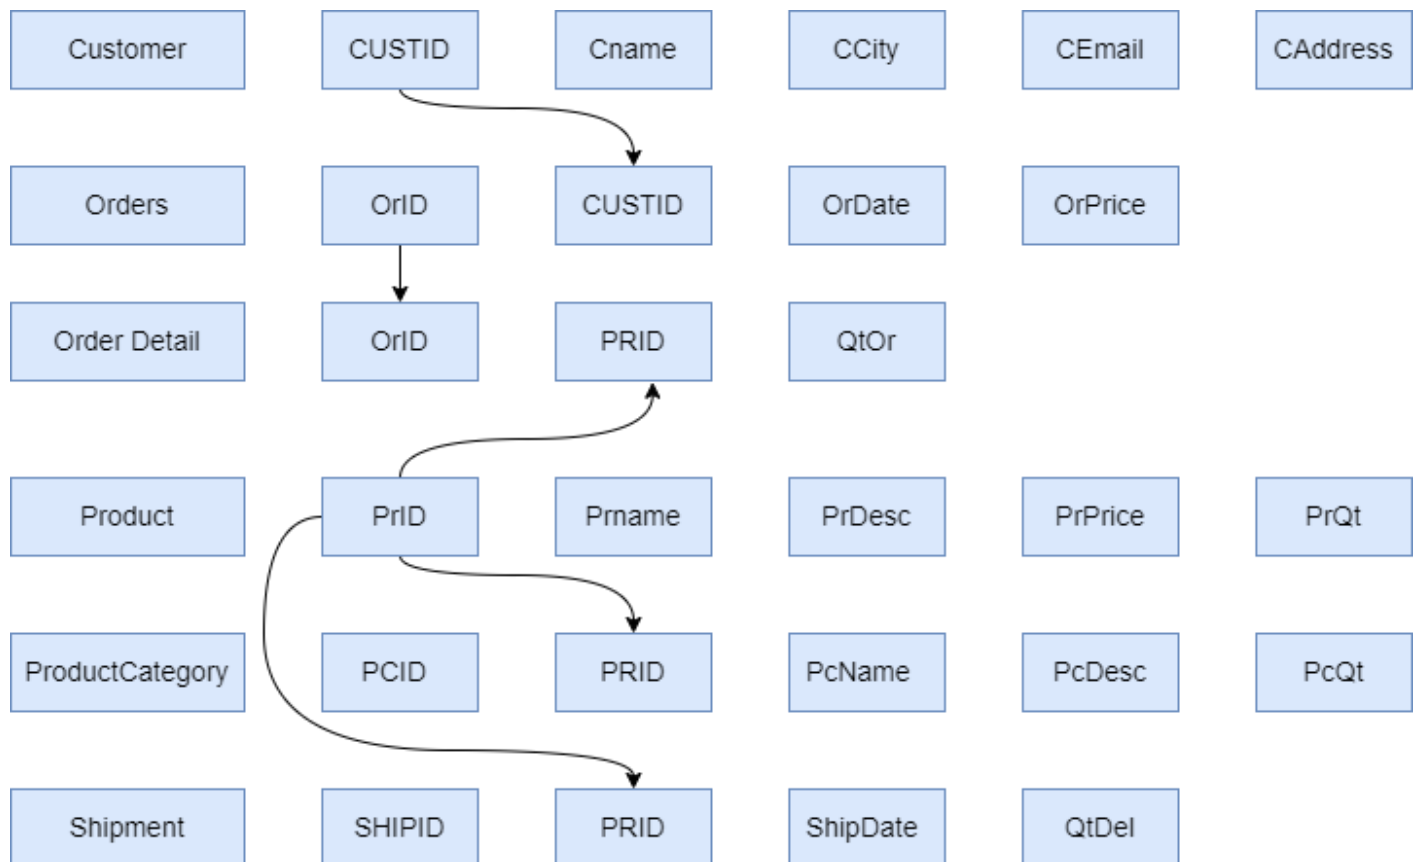 Customer CUSTID Cname CCity CEmail CAddress
Orders OrID CUSTID OrDate OrPrice
Order Detail OrID PRID QtOr
Product PrID Prname PrDesc PrPrice PrQt
ProductCategory PCID PRID PcName PcDesc PcQt
Shipment SHIPID PRID ShipDate QtDel